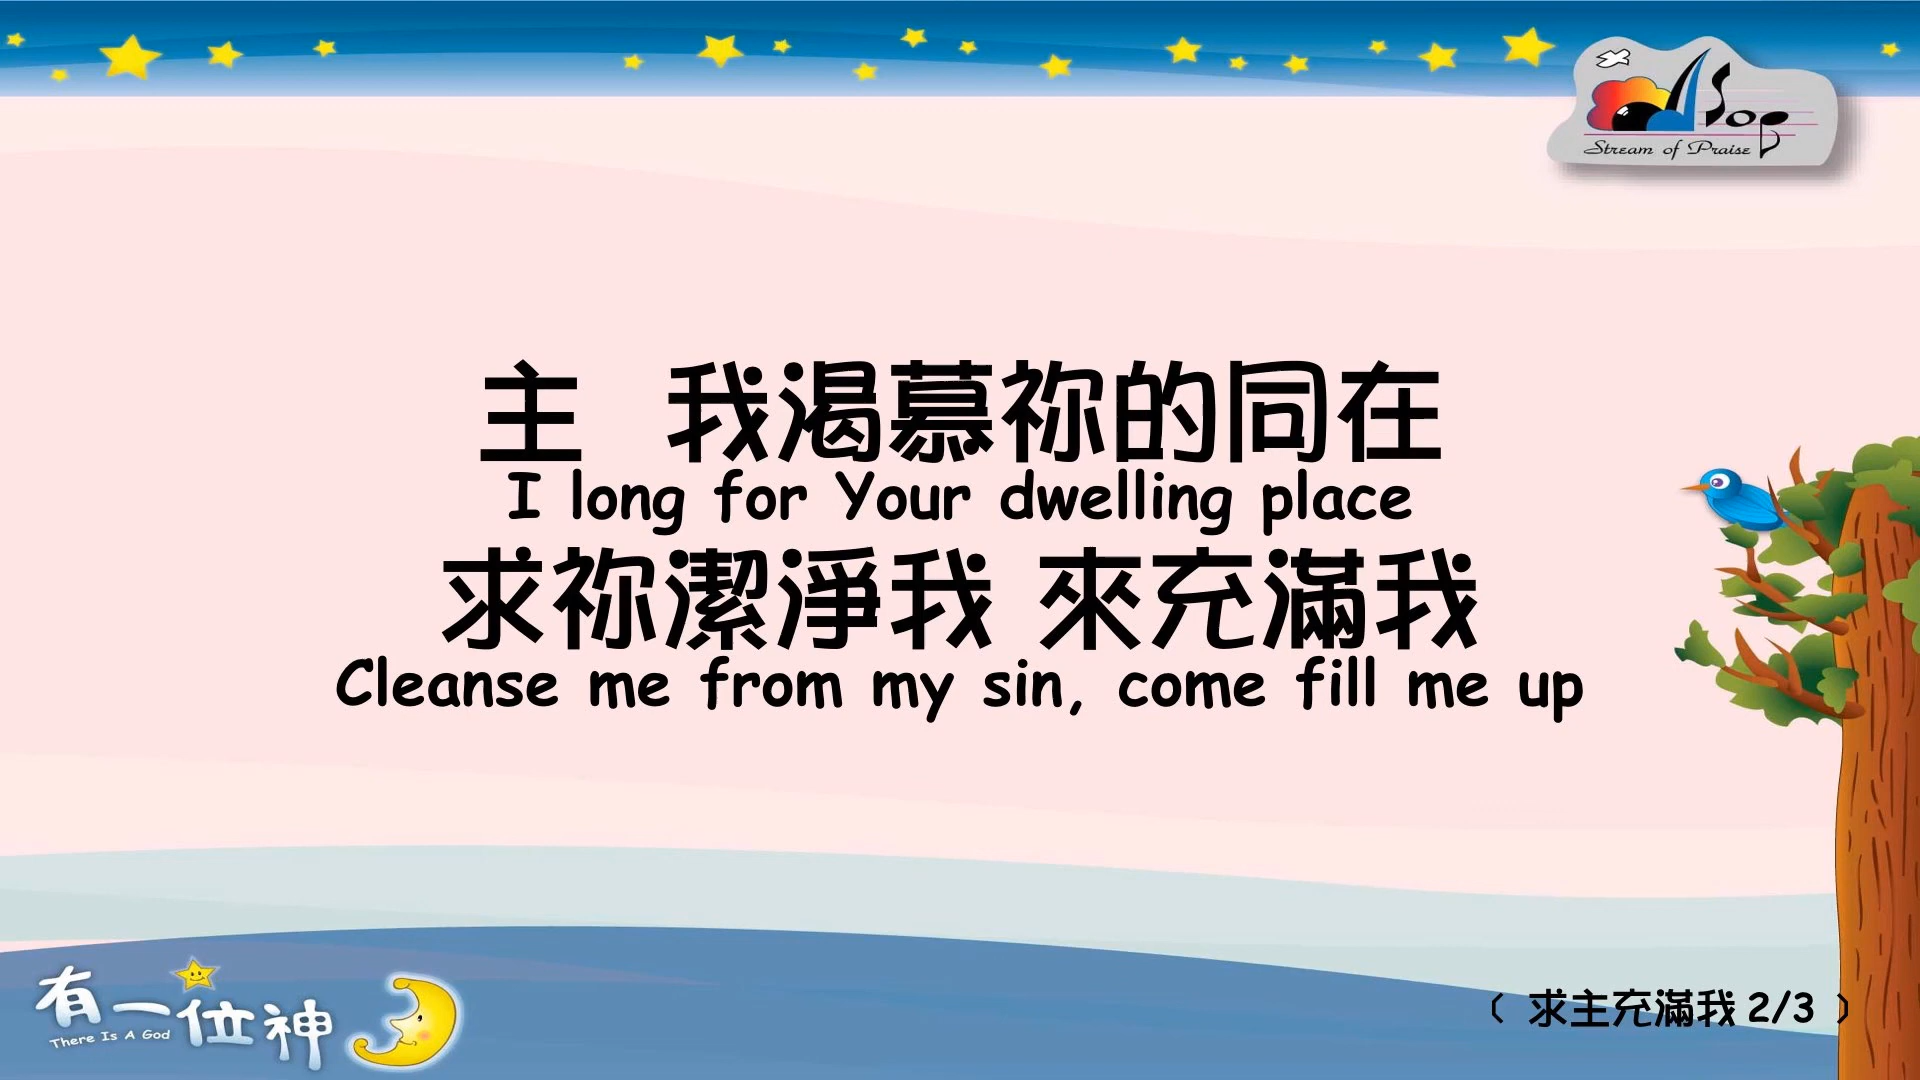 Sop
Stream of Praise
主 我渴慕祢的同在
I long for Your dwelling place
求祢潔淨我 來充滿我
Cleanse me from my sin, come fill me up
有一位神
There Is A God
（ 求主充滿我 2/3 ）